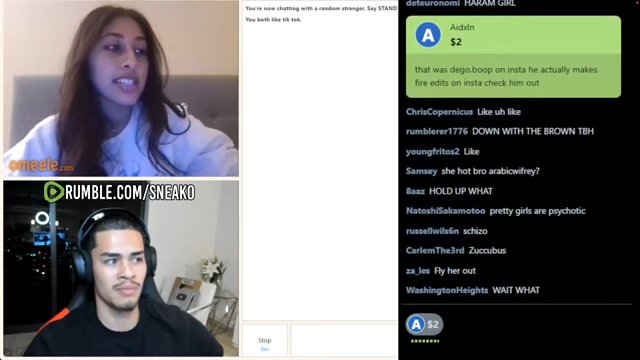 You're now chatting with a random stranger. Say STAND
You both like tik tok.
omegle.com
RUMBLE.COM/SNEAKO
Stop
Esc
deteuronomi HARAM GIRL
A
Aidxln
$2
that was dego.boop on insta he actually makes
fire edits on insta check him out
ChrisCopernicus Like uh like
rumblerer1776 DOWN WITH THE BROWN TBH
youngfritos2 Like
Samsey she hot bro arabicwifrey?
8aaz HOLD UP WHAT
NatoshiSakamotoo pretty girls are psychotic
russellwils6n schizo
CarlemThe3rd Zuccubus
za_les Fly her out
WashingtonHeights WAIT WHAT
A $2